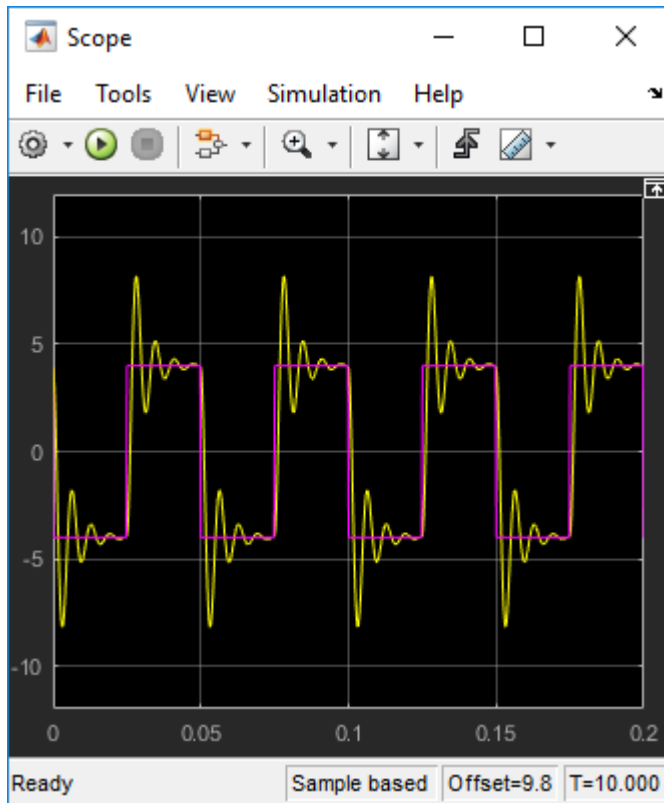 Scope
File Tools View Simulation Help
10
5
0
-5
-10
0 0.05 0.1 0.15 0.2
Ready Sample based Offset=9.8 T=10.000